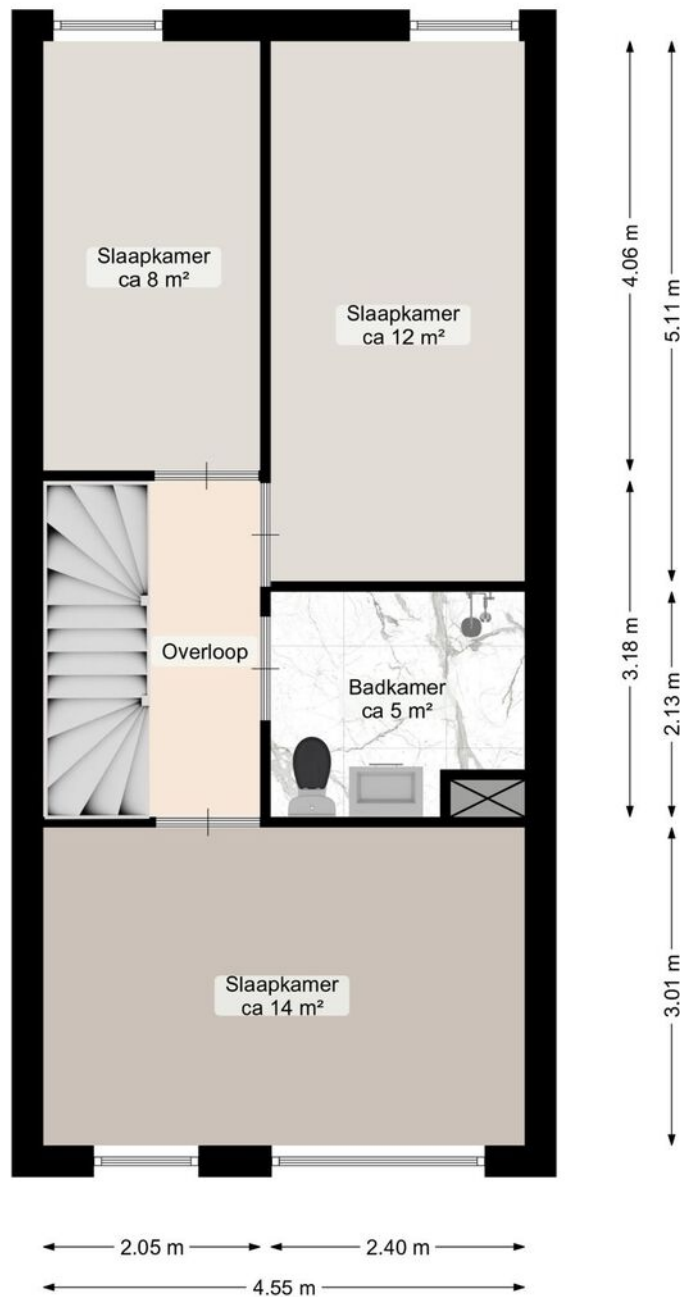 Slaapkamer
ca 8 m²
Slaapkamer
ca 12 m²
4.06 m
5.11 m
Overloop
Badkamer
ca 5 m²
3.18 m
2.13 m
Slaapkamer
ca 14 m²
3.01 m
2.05 m
2.40 m
4.55 m